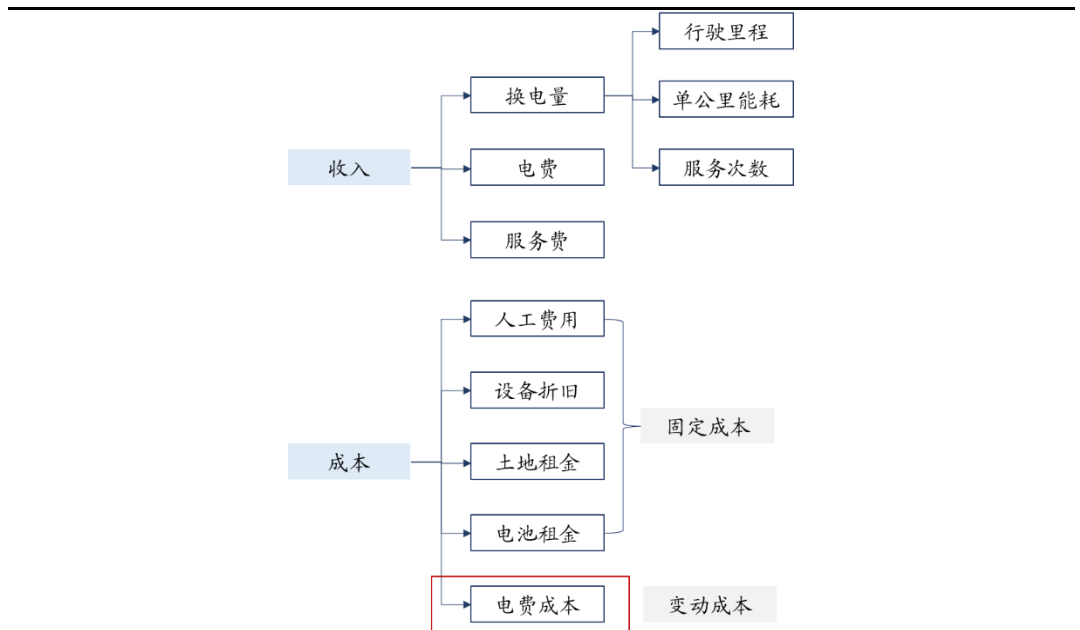 行驶里程
换电量
单公里能耗
收入
电费
服务次数
服务费
人工费用
设备折旧
固定成本
成本
土地租金
电池租金
电费成本
变动成本